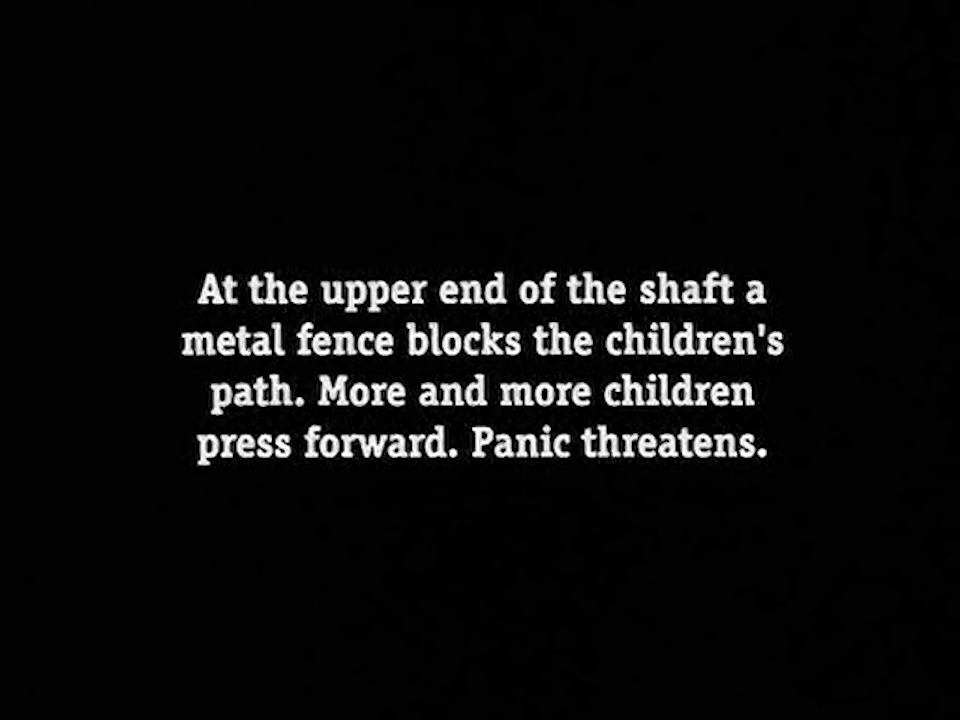 At the upper end of the shaft a
metal fence blocks the children's
path. More and more children
press forward. Panic threatens.